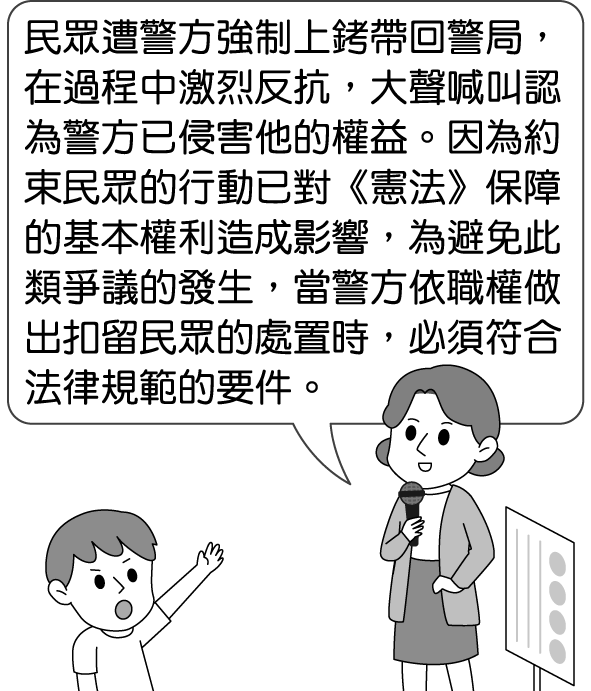 民眾遭警方強制上銬帶回警局，
在過程中激烈反抗，大聲喊叫認
為警方已侵害他的權益。因為約
束民眾的行動已對《憲法》保障
的基本權利造成影響，為避免此
類爭議的發生，當警方依職權做
出扣留民眾的處置時，必須符合
法律規範的要件。